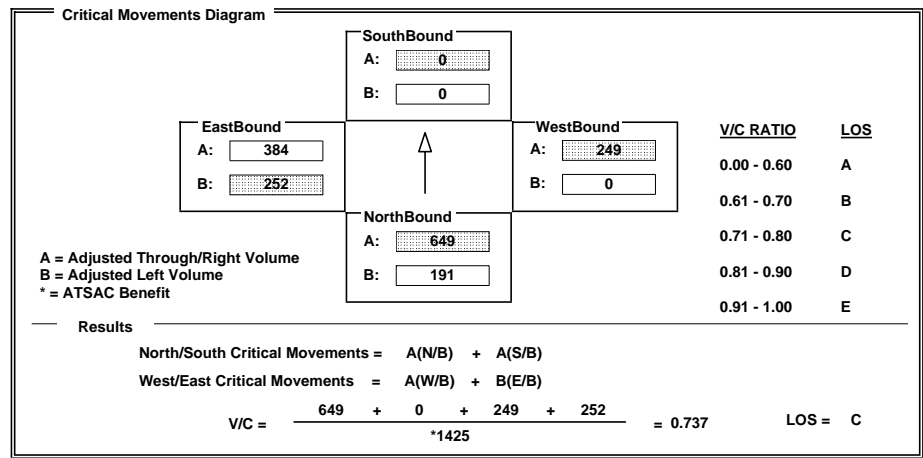 Critical Movements Diagram
SouthBound
A: 0
B: 0
EastBound
A: 384
B: 252
WestBound
A: 249
B: 0
NorthBound
A: 649
B: 191
V/C RATIO LOS
0.00 - 0.60 A
0.61 - 0.70 B
0.71 - 0.80 C
0.81 - 0.90 D
0.91 - 1.00 E
A = Adjusted Through/Right Volume
B = Adjusted Left Volume
* = ATSAC Benefit
Results
North/South Critical Movements = A(N/B) + A(S/B)
West/East Critical Movements = A(W/B) + B(E/B)
V/C = 649 + 0 + 249 + 252 = 0.737 LOS = C
*1425